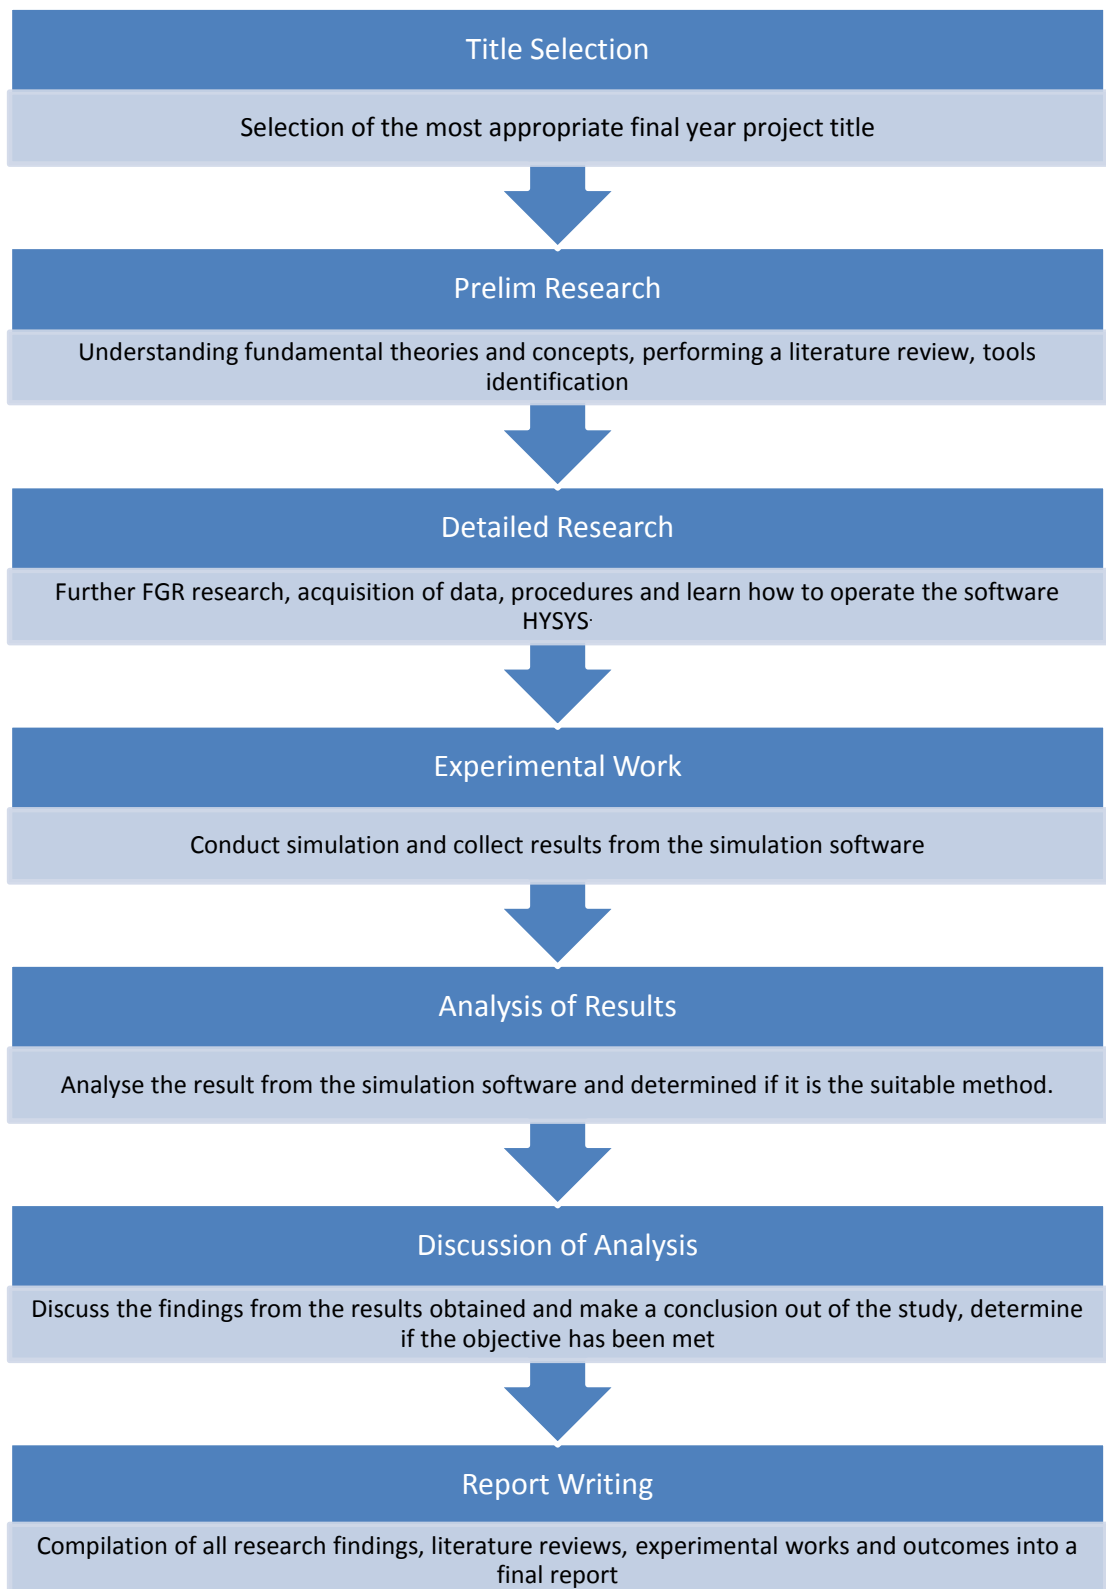 Title Selection
Selection of the most appropriate final year project title
Prelim Research
Understanding fundamental theories and concepts, performing a literature review, tools
identification
Detailed Research
Further FGR research, acquisition of data, procedures and learn how to operate the software
HYSYS.
Experimental Work
Conduct simulation and collect results from the simulation software
Analysis of Results
Analyse the result from the simulation software and determined if it is the suitable method.
Discussion of Analysis
Discuss the findings from the results obtained and make a conclusion out of the study, determine
if the objective has been met
Report Writing
Compilation of all research findings, literature reviews, experimental works and outcomes into a
final report